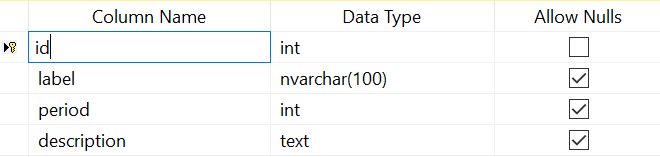 Column Name Data Type Allow Nulls
id int
label nvarchar(100)
period int
description text